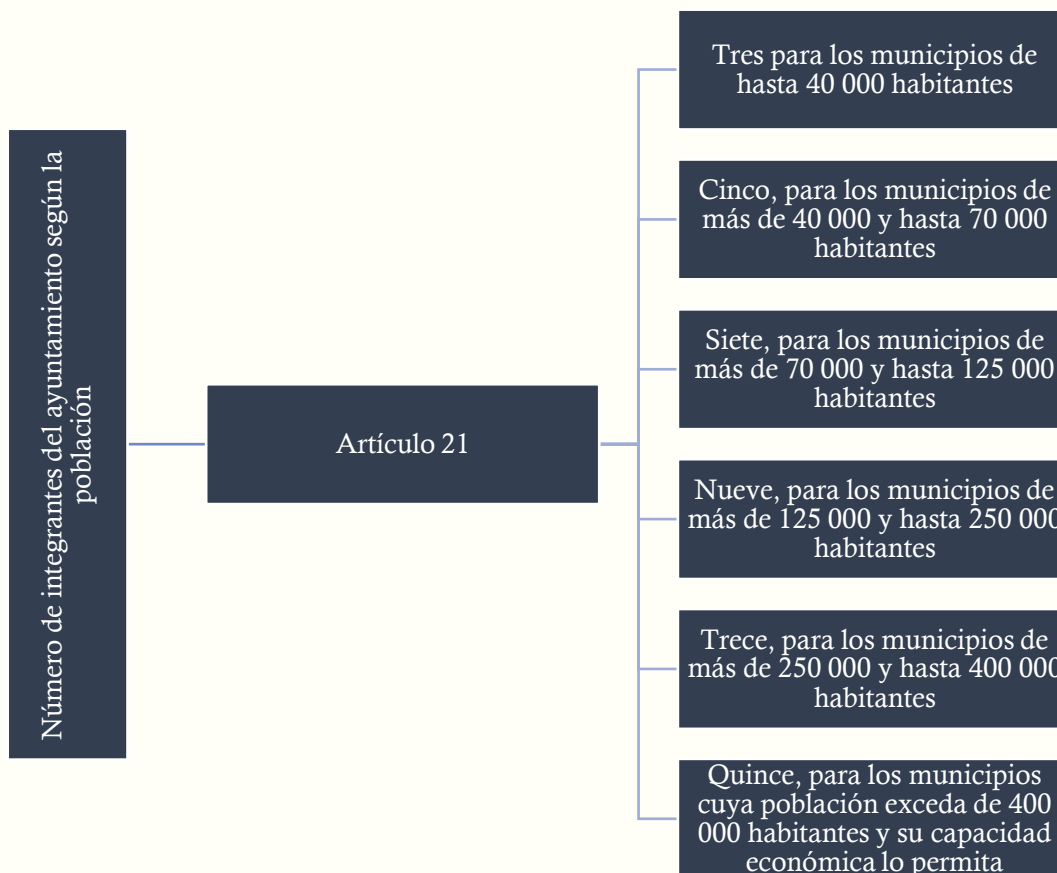 Número de integrantes del ayuntamiento según la
población
Artículo 21
Tres para los municipios de
hasta 40 000 habitantes
Cinco, para los municipios de
más de 40 000 y hasta 70 000
habitantes
Siete, para los municipios de
más de 70 000 y hasta 125 000
habitantes
Nueve, para los municipios de
más de 125 000 y hasta 250 000
habitantes
Trece, para los municipios de
más de 250 000 y hasta 400 000
habitantes
Quince, para los municipios
cuya población exceda de 400
000 habitantes y su capacidad
económica lo permita